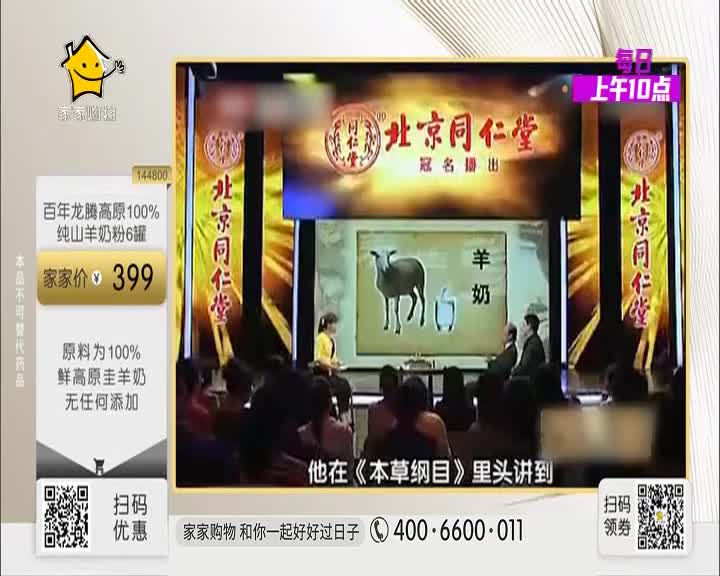 家家购物
每日
上午10点
北京同仁堂
冠名播出
同仁堂
北京同仁堂
北京同仁堂
羊奶
他在《本草纲目》里头讲到
144800
百年龙腾高原100%
纯山羊奶粉6罐
家家价 ¥ 399
原料为100%
鲜高原圭羊奶
无任何添加
本品不可替代药品
扫码
优惠
家家购物 和你一起好好过日子
400·6600·011
扫码
领券